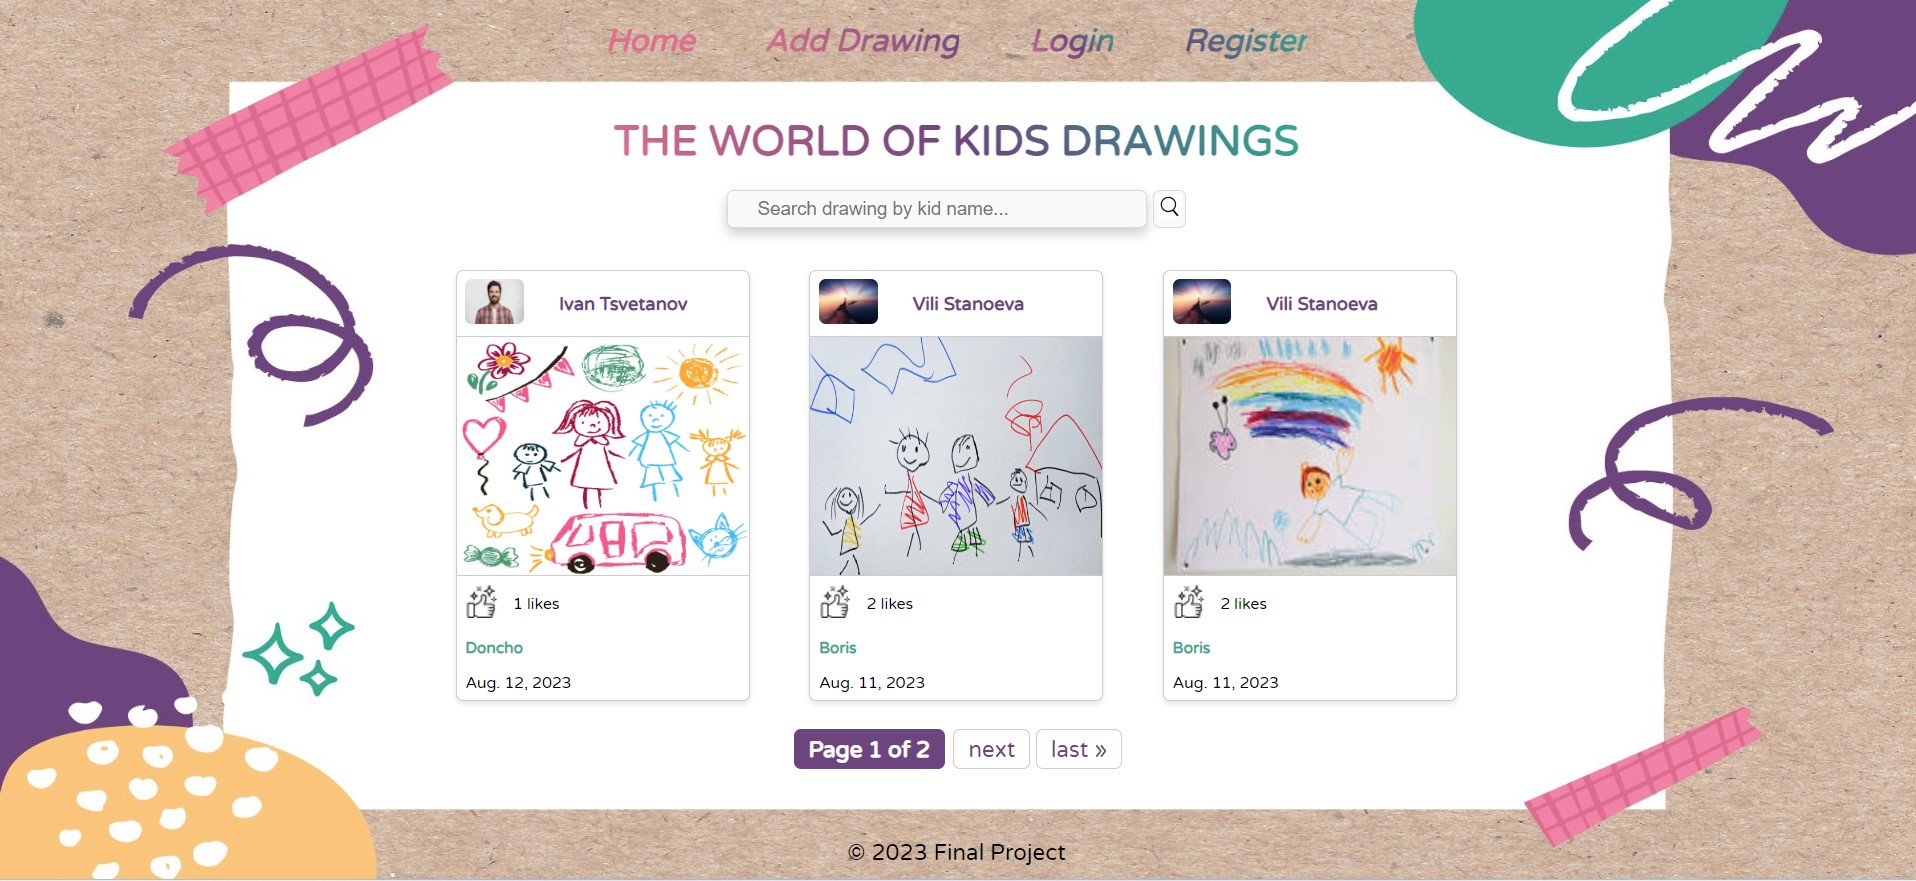 Home Add Drawing Login Register
THE WORLD OF KIDS DRAWINGS
Search drawing by kid name...
Ivan Tsvetanov
Vili Stanoeva
Vili Stanoeva
1 likes
2 likes
2 likes
Doncho
Boris
Boris
Aug. 12, 2023
Aug. 11, 2023
Aug. 11, 2023
Page 1 of 2 next last »
© 2023 Final Project